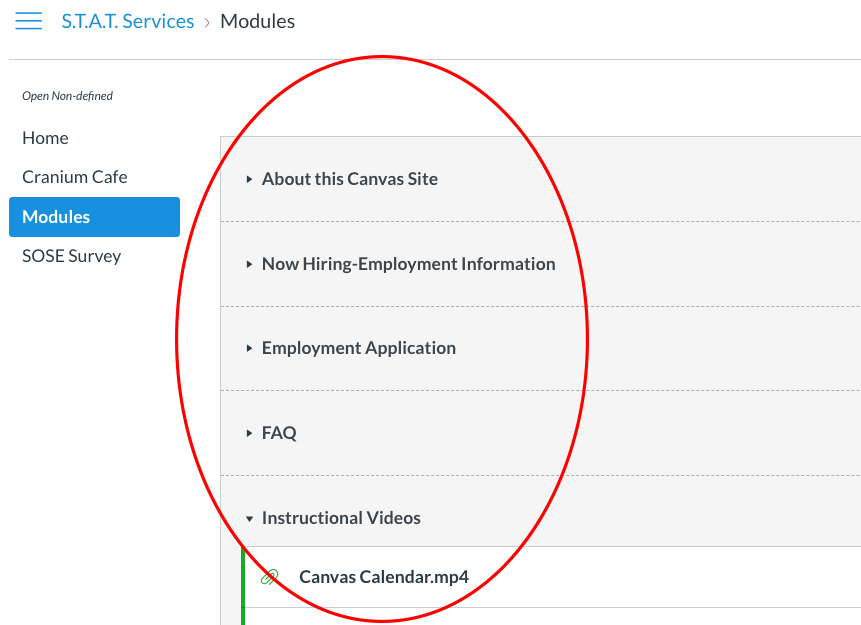 S.T.A.T. Services › Modules
Open Non-defined
Home
Cranium Cafe
Modules
SOSE Survey
About this Canvas Site
Now Hiring-Employment Information
Employment Application
FAQ
Instructional Videos
Canvas Calendar.mp4